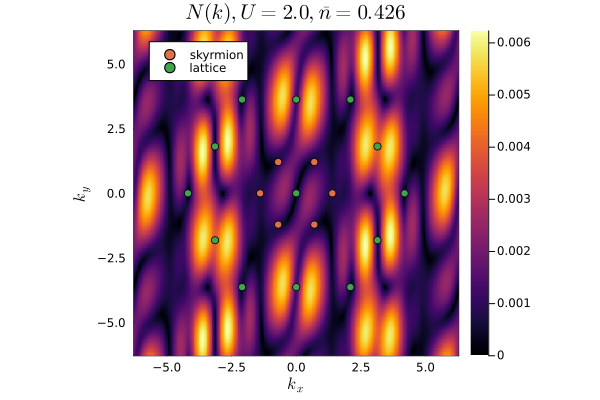 N(k), U = 2.0, n̄ = 0.426
skyrmion
lattice
k_y
5.0
2.5
0.0
−2.5
−5.0
−5.0 −2.5 0.0 2.5 5.0
k_x
0.006
0.005
0.004
0.003
0.002
0.001
0